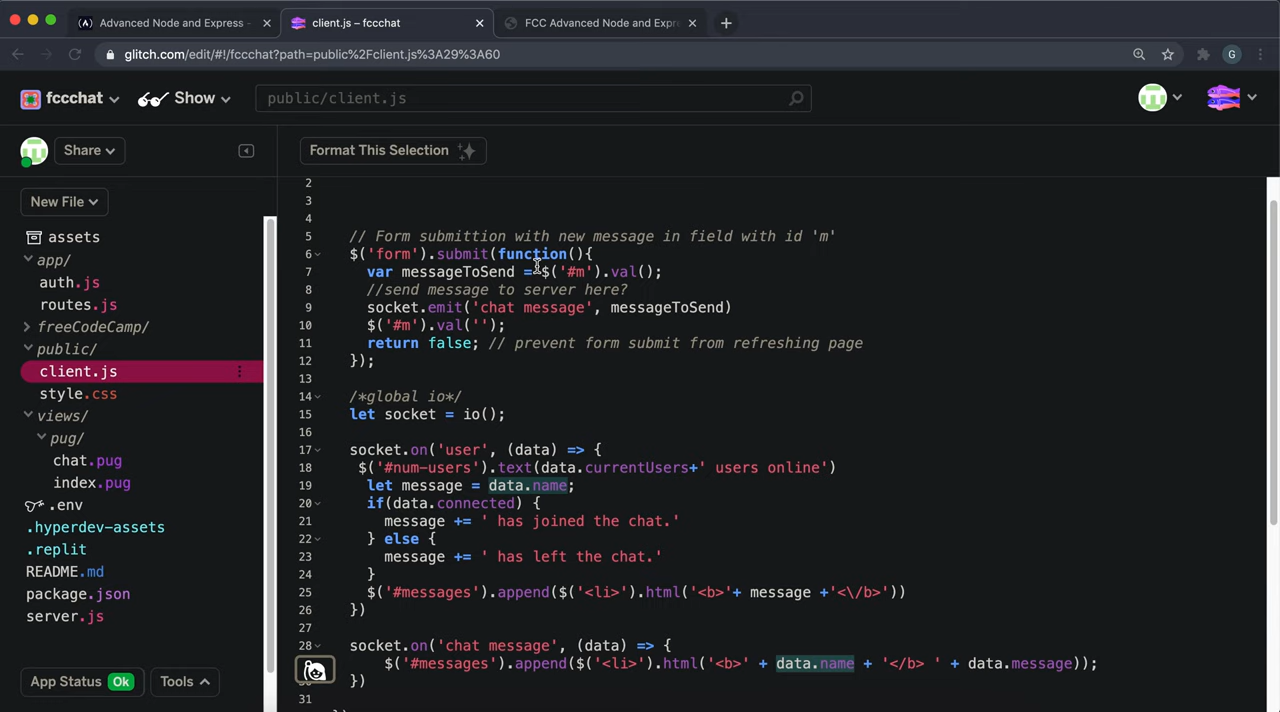 Advanced Node and Express -
client.js – fccchat
FCC Advanced Node and Expre
glitch.com/edit/#!/fccchat?path=public%2Fclient.js%3A29%3A60
G
fccchat
Show
public/client.js
Share
Format This Selection
New File
assets
app/
auth.js
routes.js
freeCodeCamp/
public/
client.js
style.css
views/
pug/
chat.pug
index.pug
.env
.hyperdev-assets
.replit
README.md
package.json
server.js
App Status Ok
Tools
2
3
4
5 // Form submittion with new message in field with id 'm'
6 $('form').submit(function(){
7 var messageToSend = $('#m').val();
8 //send message to server here?
9 socket.emit('chat message', messageToSend)
10 $('#m').val('');
11 return false; // prevent form submit from refreshing page
12 });
13
14 /*global io*/
15 let socket = io();
16
17 socket.on('user', (data) => {
18 $('#num-users').text(data.currentUsers+' users online')
19 let message = data.name;
20 if(data.connected) {
21 message += ' has joined the chat.'
22 } else {
23 message += ' has left the chat.'
24 }
25 $('#messages').append($('<li>').html('<b>'+ message +'<\/b>'))
26 })
27
28 socket.on('chat message', (data) => {
$('#messages').append($('<li>').html('<b>' + data.name + '</b> ' + data.message));
})
31